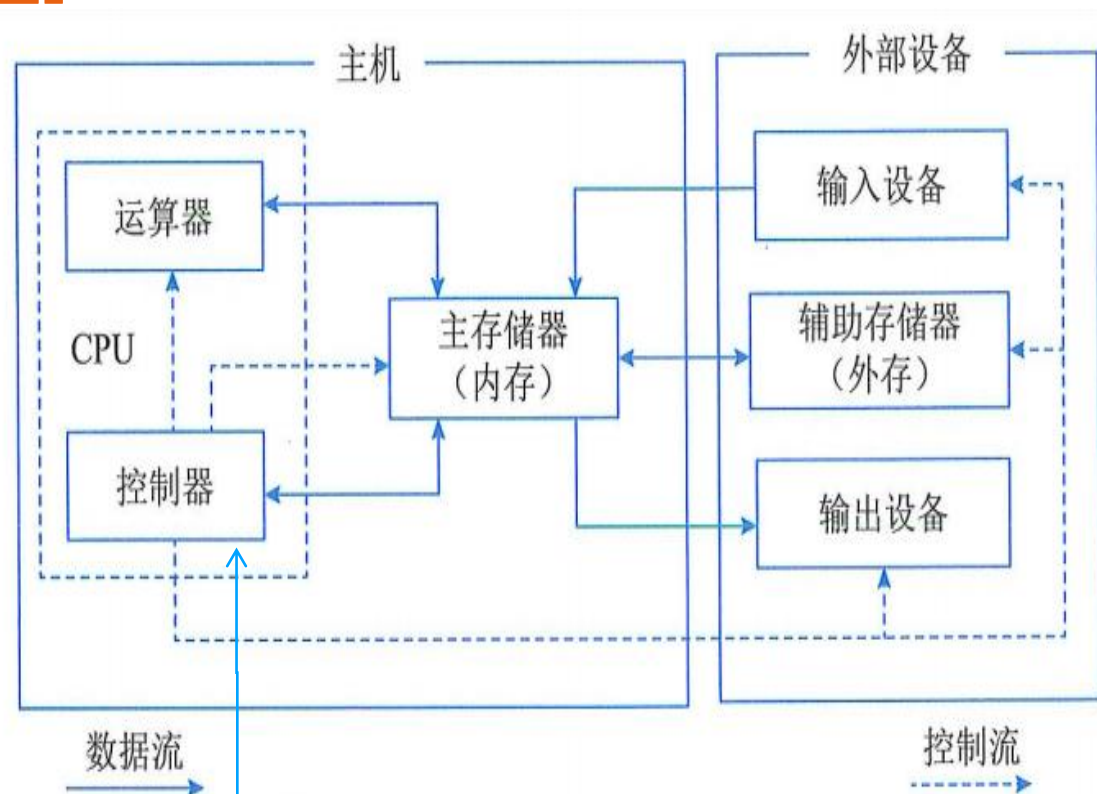 主机
外部设备
运算器
输入设备
CPU
主存储器
（内存）
辅助存储器
（外存）
控制器
输出设备
数据流
控制流